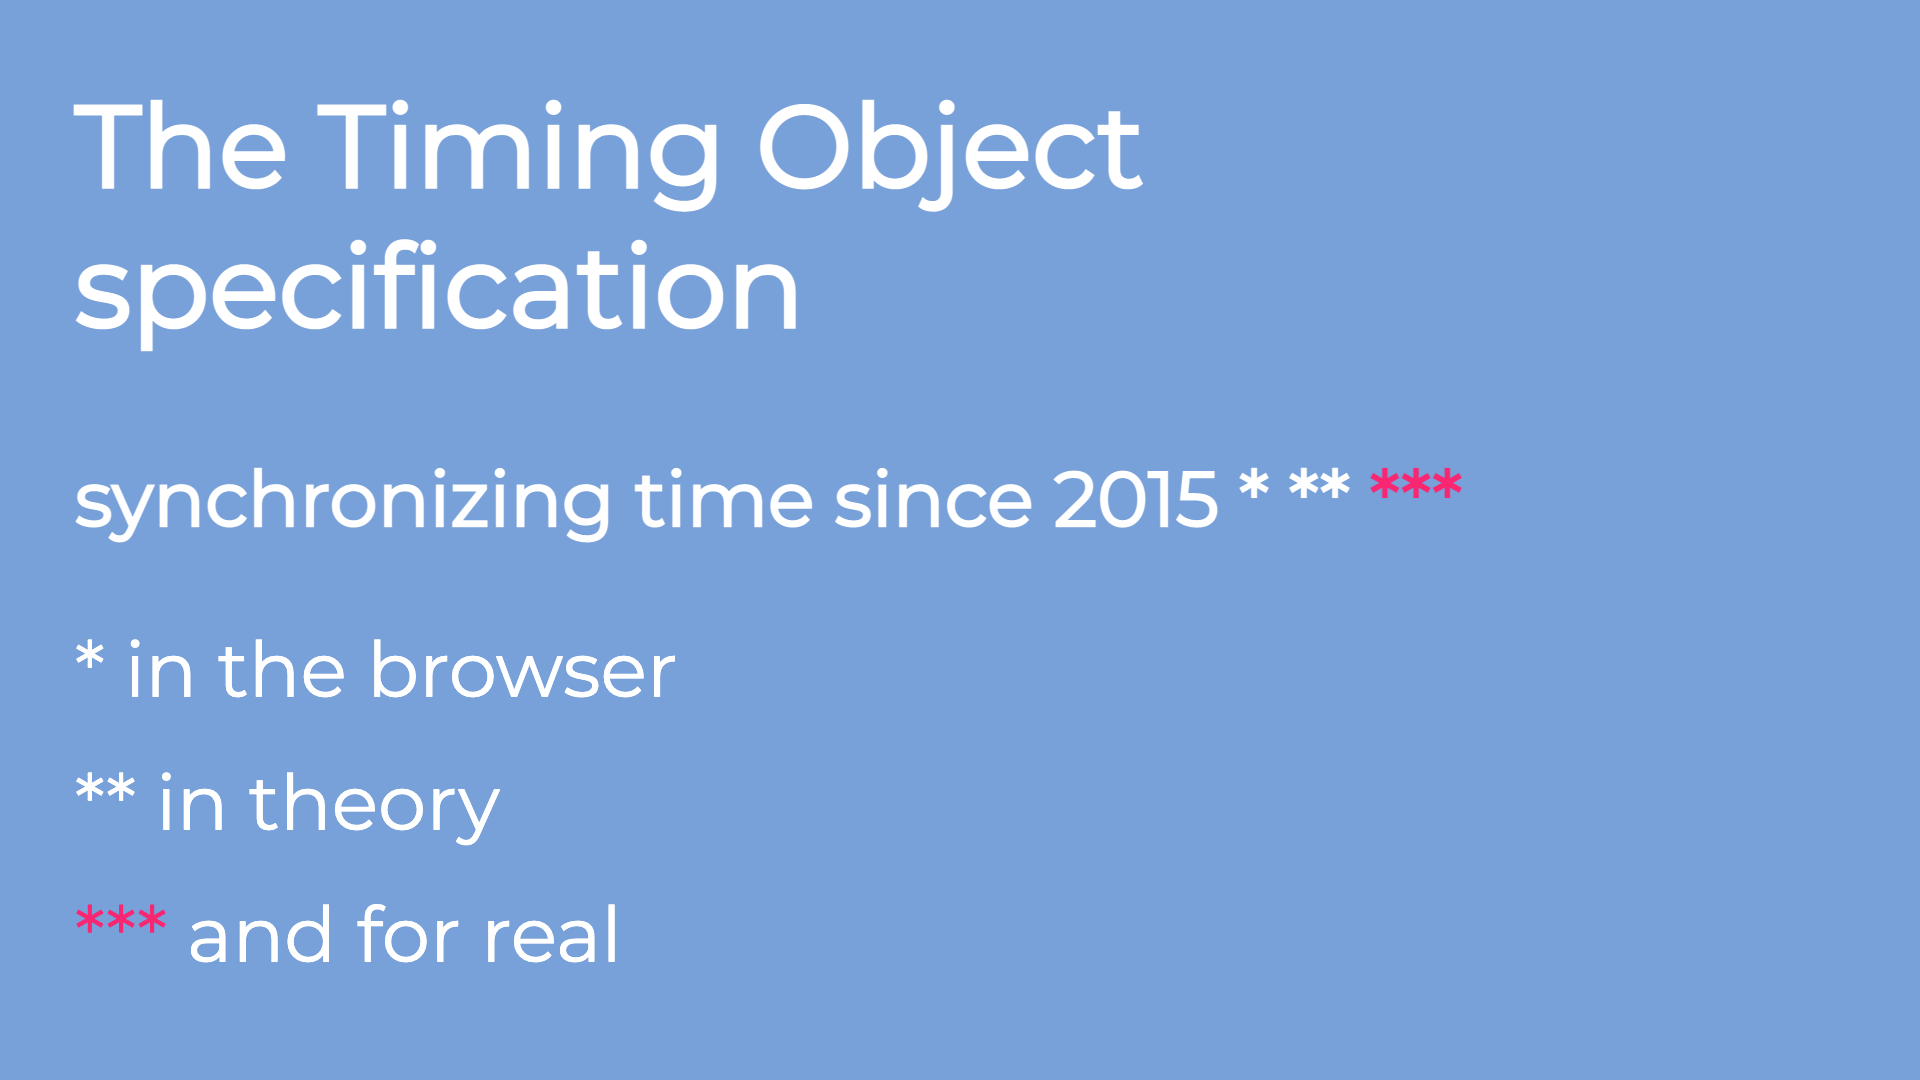 The Timing Object
specification
synchronizing time since 2015 * ** ***
* in the browser
** in theory
*** and for real